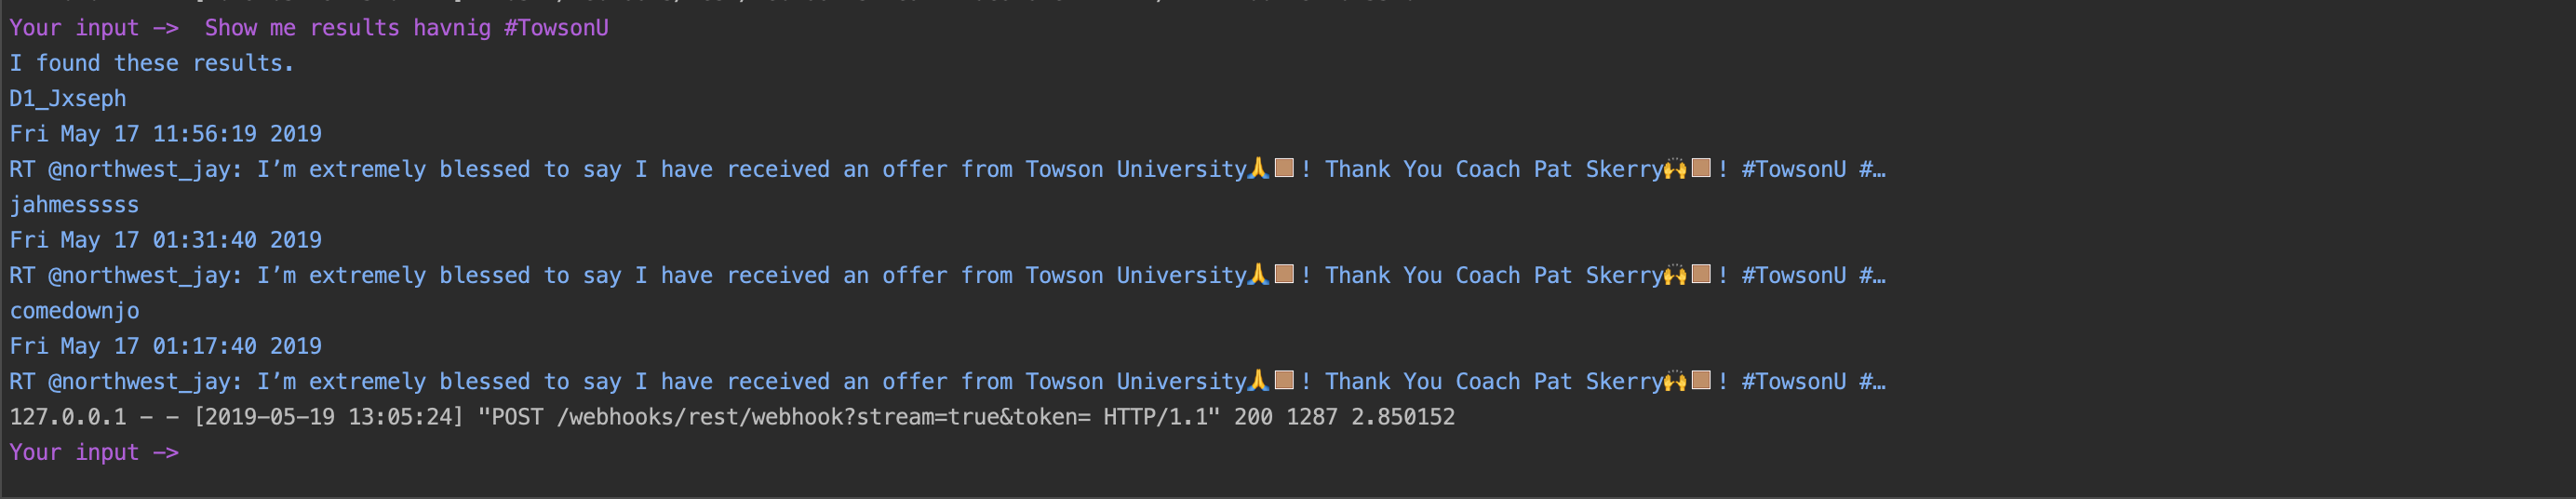 Your input ->  Show me results havnig #TowsonU
I found these results.
D1_Jxseph
Fri May 17 11:56:19 2019
RT @northwest_jay: I’m extremely blessed to say I have received an offer from Towson University🙏🏽! Thank You Coach Pat Skerry🙌🏽! #TowsonU #…
jahmesssss
Fri May 17 01:31:40 2019
RT @northwest_jay: I’m extremely blessed to say I have received an offer from Towson University🙏🏽! Thank You Coach Pat Skerry🙌🏽! #TowsonU #…
comedownjo
Fri May 17 01:17:40 2019
RT @northwest_jay: I’m extremely blessed to say I have received an offer from Towson University🙏🏽! Thank You Coach Pat Skerry🙌🏽! #TowsonU #…
127.0.0.1 - - [2019-05-19 13:05:24] "POST /webhooks/rest/webhook?stream=true&token= HTTP/1.1" 200 1287 2.850152
Your input ->